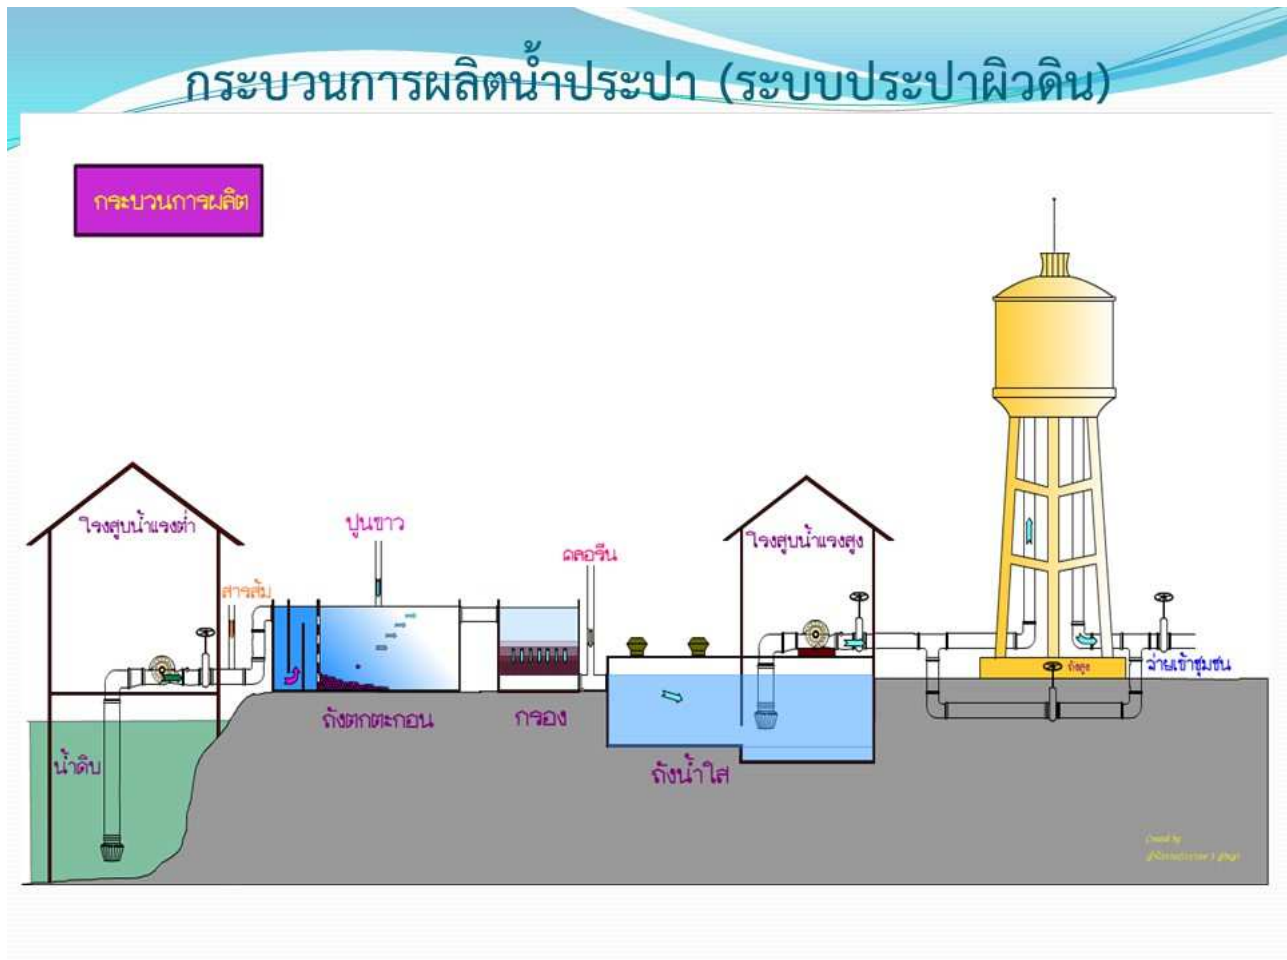 กระบวนการผลิตน้ำประปา (ระบบประปาผิวดิน)
กระบวนการผลิต
โรงสูบน้ำแรงต่ำ
สารส้ม
ปูนขาว
คลอรีน
โรงสูบน้ำแรงสูง
น้ำดิบ
ถังตกตะกอน
กรอง
ถังน้ำใส
ถังสูง
จ่ายเข้าชุมชน
Created by